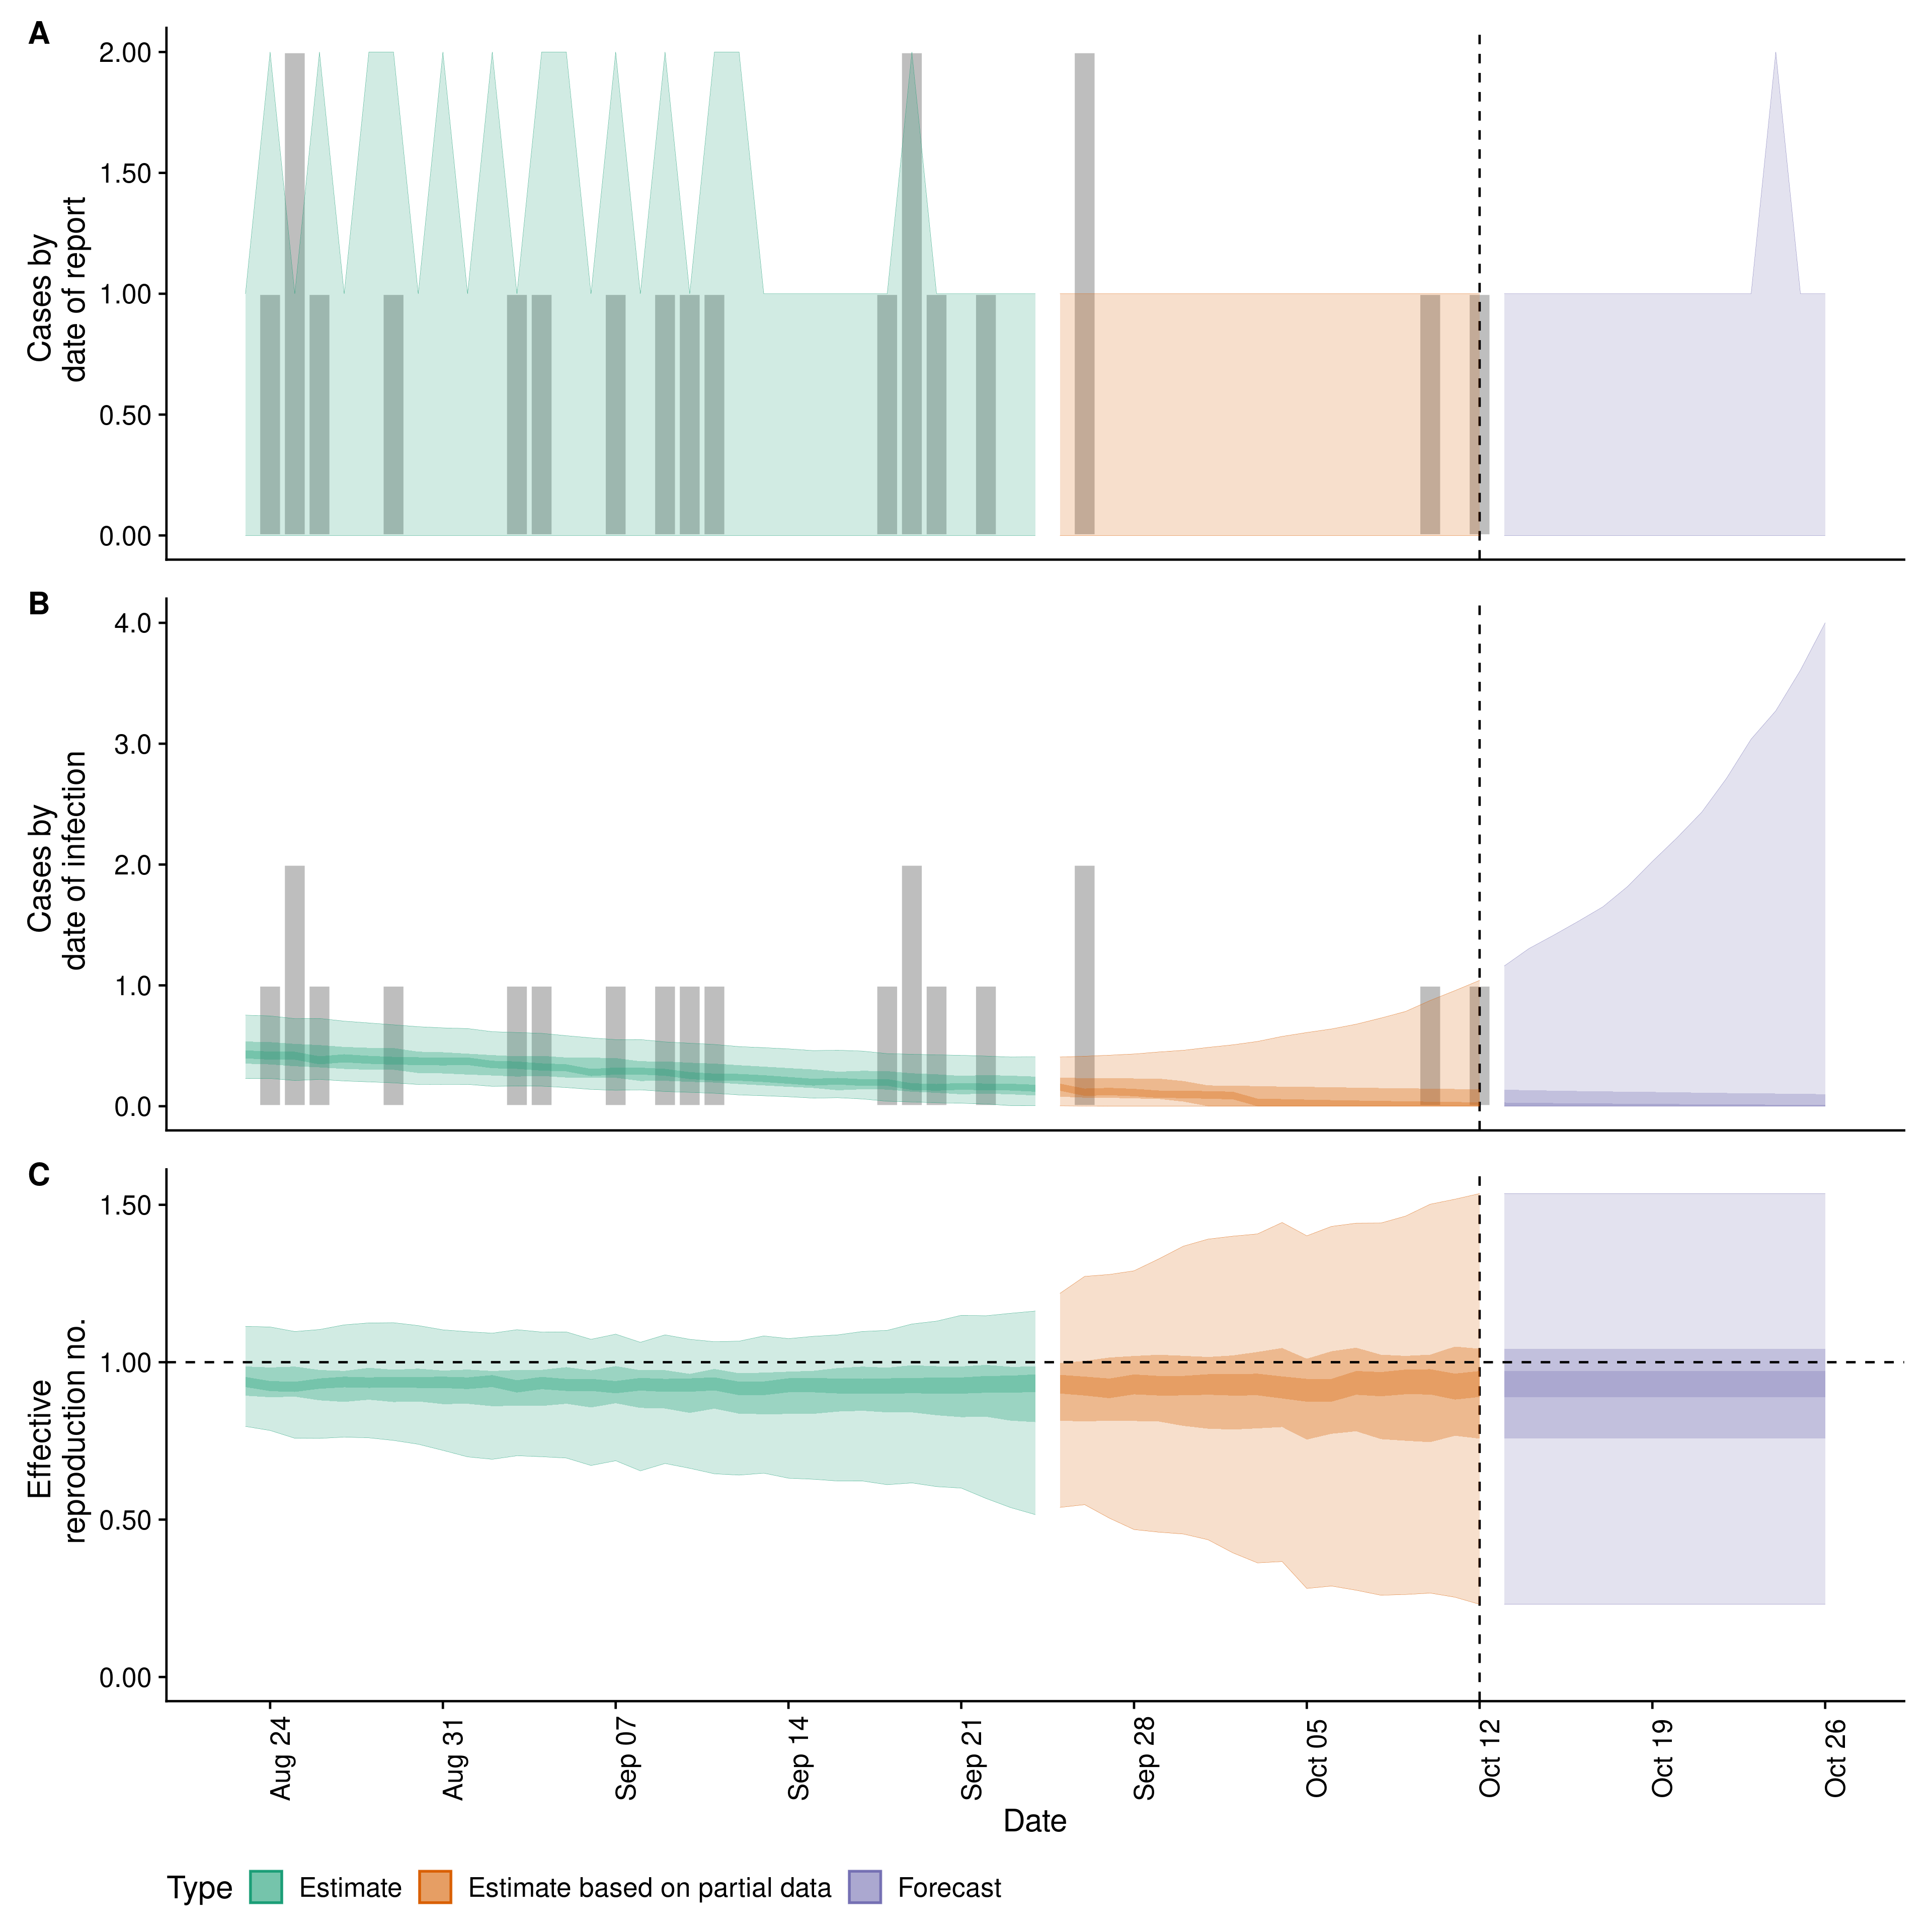 A
Cases by
date of report
2.00
1.50
1.00
0.50
0.00
B
Cases by
date of infection
4.0
3.0
2.0
1.0
0.0
C
Effective
reproduction no.
1.50
1.00
0.50
0.00
Aug 24
Aug 31
Sep 07
Sep 14
Sep 21
Sep 28
Oct 05
Oct 12
Oct 19
Oct 26
Date
Type Estimate Estimate based on partial data Forecast